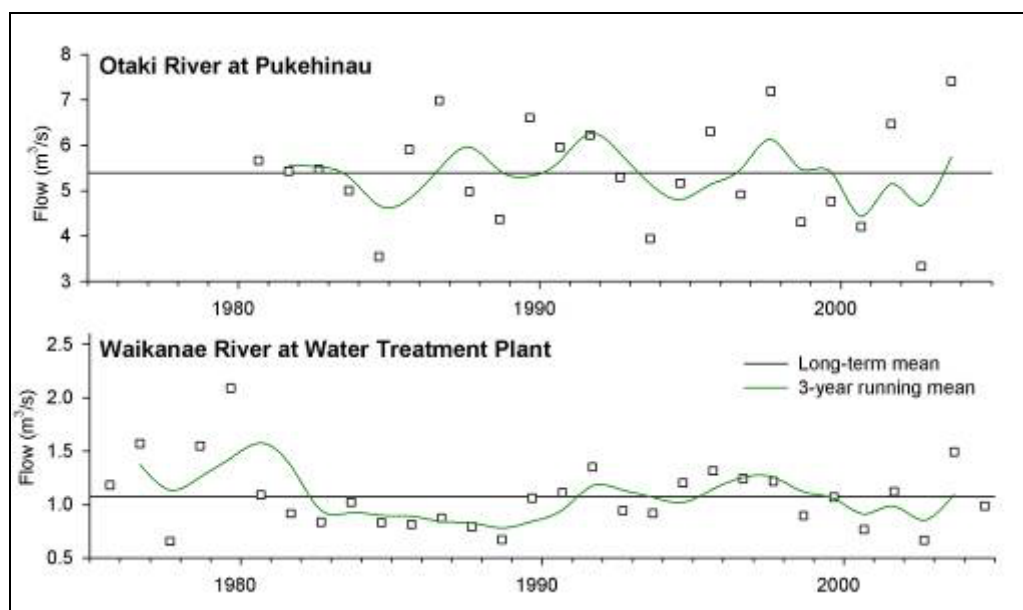 Otaki River at Pukehinau
Flow (m³/s)
8
7
6
5
4
3
1980 1990 2000
Waikanae River at Water Treatment Plant
Long-term mean
3-year running mean
Flow (m³/s)
2.5
2.0
1.5
1.0
0.5
1980 1990 2000